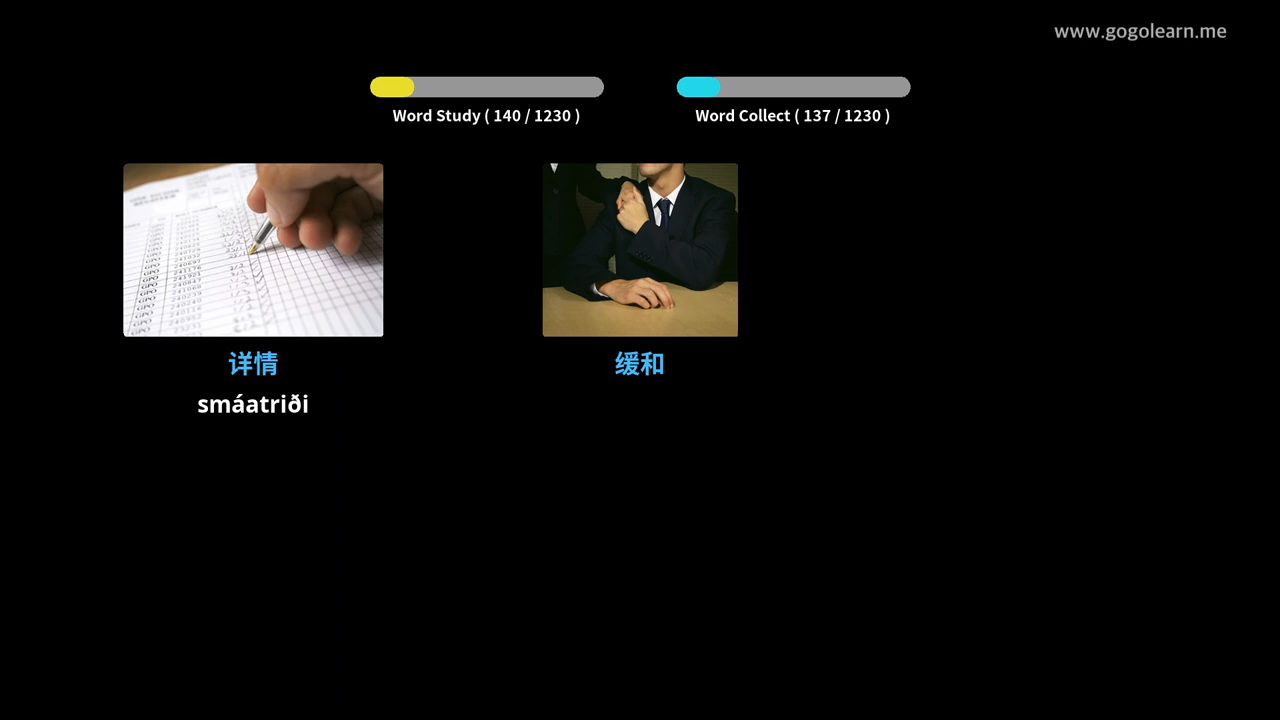 www.gogolearn.me
Word Study ( 140 / 1230 )
Word Collect ( 137 / 1230 )
详情
smáatriði
缓和